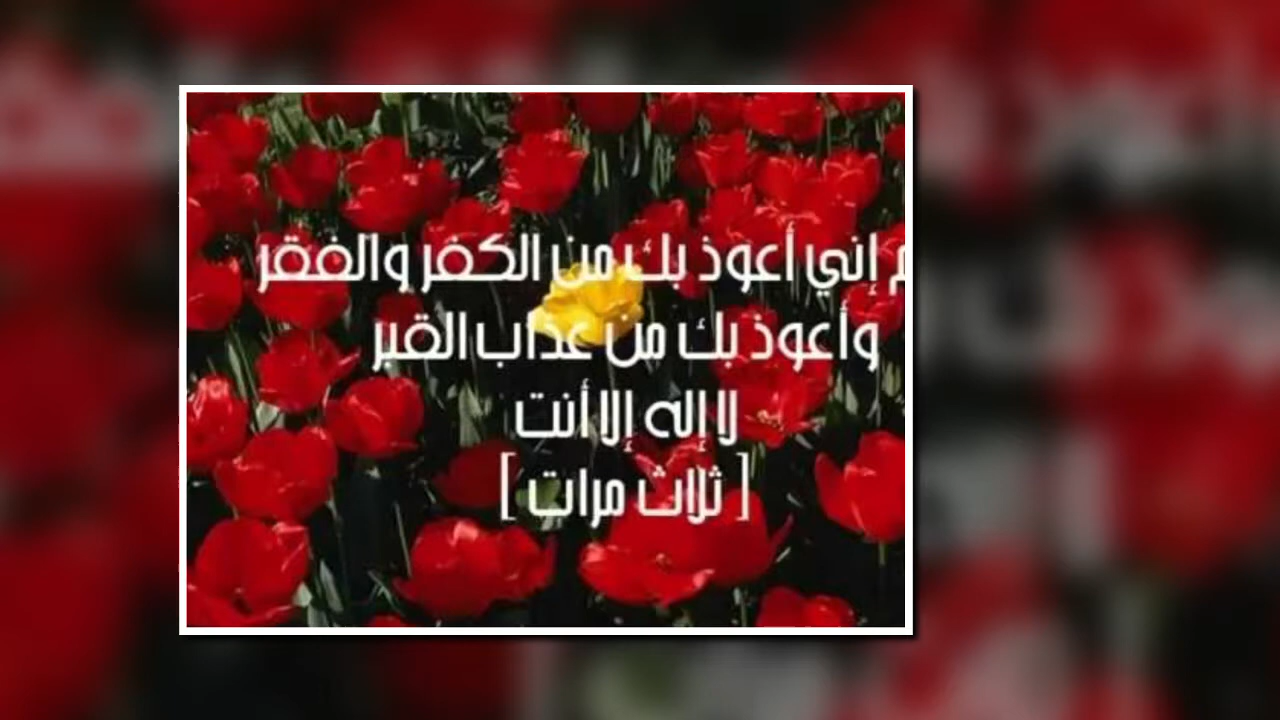 م إني أعوذ بك من الكفر والفقر
وأعوذ بك من عذاب القبر
لا إله إلا أنت
[ ثلاث مرات ]